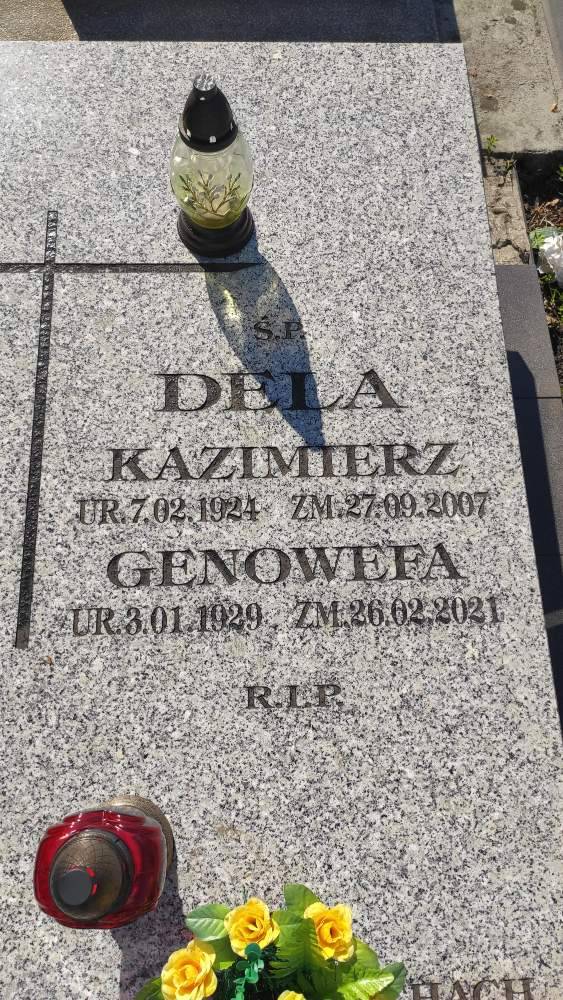 Ś.P.
DELA
KAZIMIERZ
UR.7.02.1924 ZM.27.09.2007
GENOWEFA
UR.3.01.1929 ZM.26.02.2021
R.I.P.